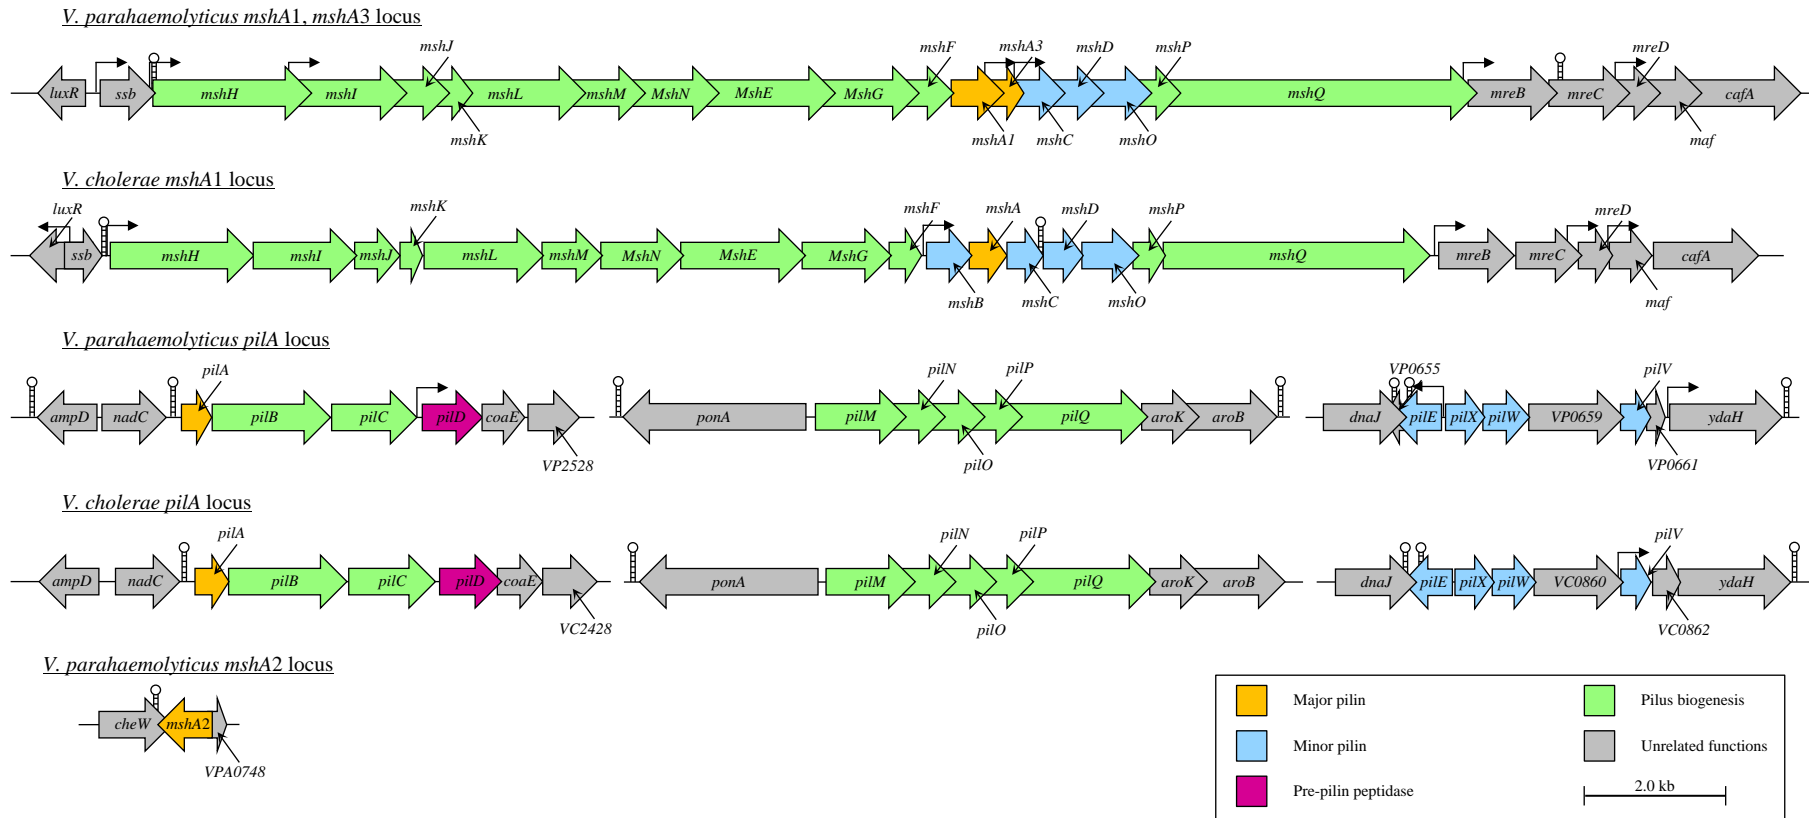 V. parahaemolyticus mshA1, mshA3 locus
mshJ mshF mshA3 mshD mshP mreD
luxR ssb mshH mshI mshL mshM MshN MshE MshG mshQ mreB mreC cafA
mshK mshA1 mshC mshO maf
V. cholerae mshA1 locus
luxR mshK mshF mshA mshD mshP mreD
ssb mshH mshI mshJ mshL mshM MshN MshE MshG mshQ mreB mreC cafA
mshB mshC mshO maf
V. parahaemolyticus pilA locus
pilA pilN pilP VP0655 pilV
ampD nadC pilB pilC pilD coaE ponA pilM pilQ aroK aroB dnaJ pilE pilX pilW VP0659 ydaH
VP2528 pilO VP0661
V. cholerae pilA locus
pilA pilN pilP pilV
ampD nadC pilB pilC pilD coaE ponA pilM pilQ aroK aroB dnaJ pilE pilX pilW VC0860 ydaH
VC2428 pilO VC0862
V. parahaemolyticus mshA2 locus
cheW mshA2
VPA0748
Major pilin Pilus biogenesis
Minor pilin Unrelated functions
Pre-pilin peptidase 2.0 kb